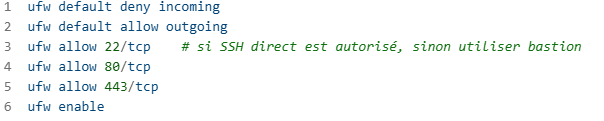 1 ufw default deny incoming
2 ufw default allow outgoing
3 ufw allow 22/tcp    # si SSH direct est autorisé, sinon utiliser bastion
4 ufw allow 80/tcp
5 ufw allow 443/tcp
6 ufw enable